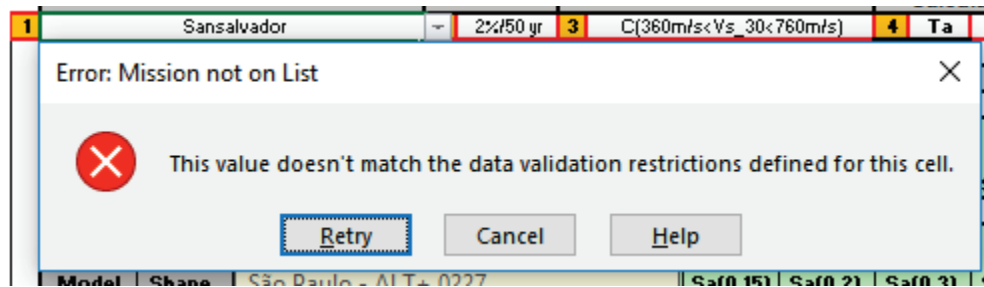 1 Sansalvador 2%/50 yr 3 C(360m/s<Vs_30<760m/s) 4 Ta
Error: Mission not on List
This value doesn't match the data validation restrictions defined for this cell.
Retry Cancel Help
Model Shape São Paulo - ALT+ 0227 Sa(0.15) Sa(0.2) Sa(0.3)